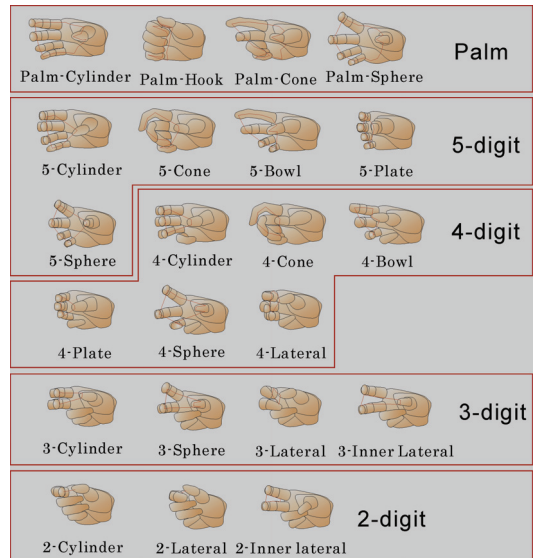 Palm-Cylinder Palm-Hook Palm-Cone Palm-Sphere Palm
5-Cylinder 5-Cone 5-Bowl 5-Plate 5-digit
5-Sphere 4-Cylinder 4-Cone 4-Bowl 4-digit
4-Plate 4-Sphere 4-Lateral
3-Cylinder 3-Sphere 3-Lateral 3-Inner Lateral 3-digit
2-Cylinder 2-Lateral 2-Inner lateral 2-digit